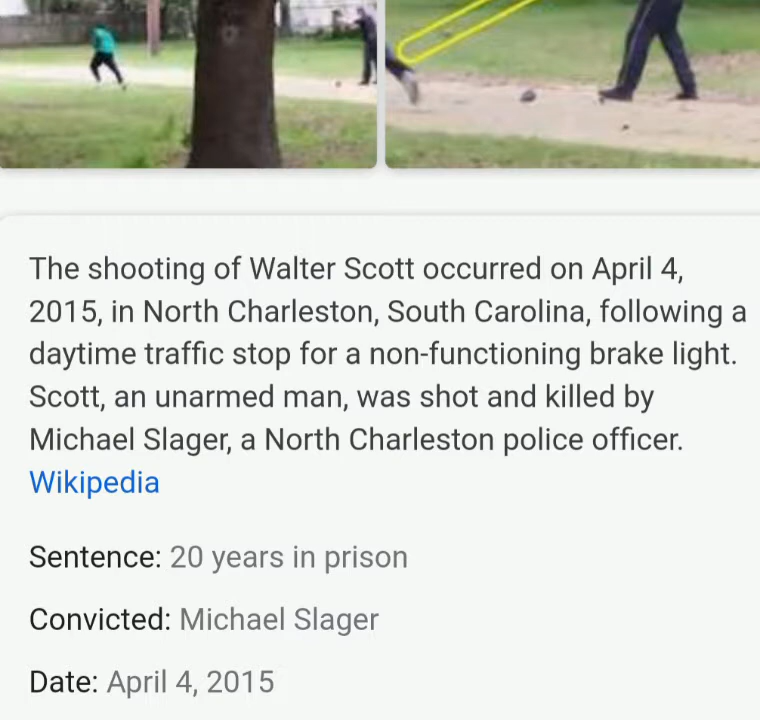 The shooting of Walter Scott occurred on April 4,
2015, in North Charleston, South Carolina, following a
daytime traffic stop for a non-functioning brake light.
Scott, an unarmed man, was shot and killed by
Michael Slager, a North Charleston police officer.
Wikipedia
Sentence: 20 years in prison
Convicted: Michael Slager
Date: April 4, 2015